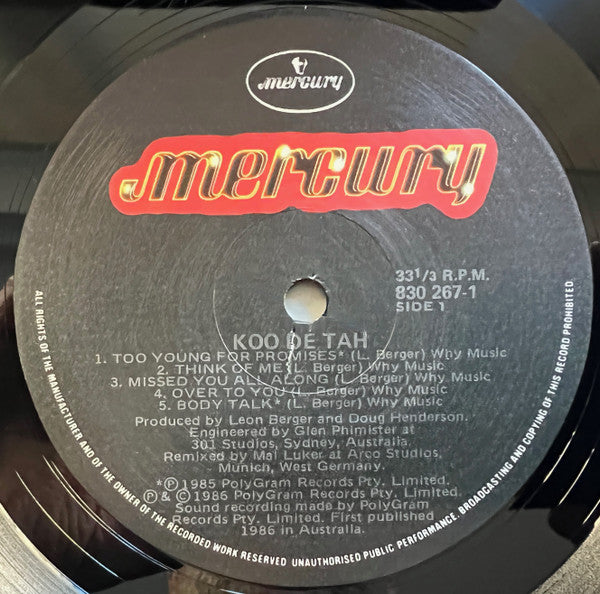 mercury
mercury
33 1/3 R.P.M.
830 267-1
SIDE 1
KOO DE TAH
1. TOO YOUNG FOR PROMISES* (L. Berger) Why Music
2. THINK OF ME (L. Berger) Why Music
3. MISSED YOU ALL ALONG (L. Berger) Why Music
4. OVER TO YOU (L. Berger) Why Music
5. BODY TALK* (L. Berger) Why Music
Produced by Leon Berger and Doug Henderson.
Engineered by Glen Phimister at
301 Studios, Sydney, Australia.
Remixed by Mal Luker at Arco Studios,
Munich, West Germany.
*℗ 1985 PolyGram Records Pty. Limited.
℗ & © 1986 PolyGram Records Pty. Limited.
Sound recording made by PolyGram
Records Pty. Limited. First published
1986 in Australia.
ALL RIGHTS OF THE MANUFACTURER AND OF THE OWNER OF THE RECORDED WORK RESERVED UNAUTHORISED PUBLIC PERFORMANCE, BROADCASTING AND COPYING OF THIS RECORD PROHIBITED.